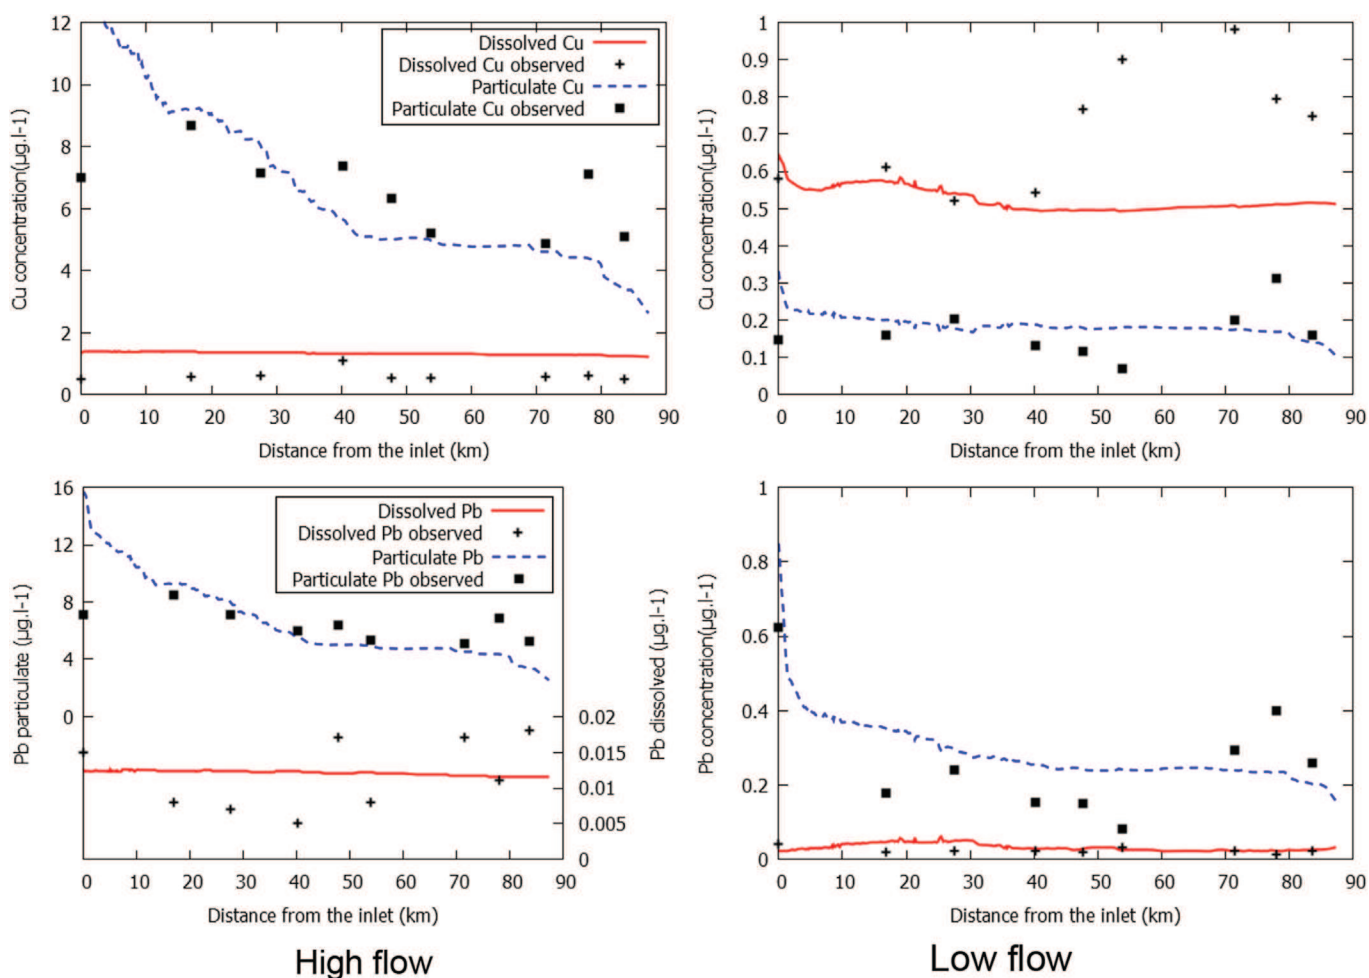 12
10
8
6
4
2
0
Cu concentration(µg.l-1)
Dissolved Cu
Dissolved Cu observed
Particulate Cu
Particulate Cu observed
0 10 20 30 40 50 60 70 80 90
Distance from the inlet (km)
1
0.9
0.8
0.7
0.6
0.5
0.4
0.3
0.2
0.1
0
Cu concentration(µg.l-1)
0 10 20 30 40 50 60 70 80 90
Distance from the inlet (km)
16
12
8
4
0
Pb particulate (µg.l-1)
Dissolved Pb
Dissolved Pb observed
Particulate Pb
Particulate Pb observed
0.02
0.015
0.01
0.005
0
Pb dissolved (µg.l-1)
0 10 20 30 40 50 60 70 80 90
Distance from the inlet (km)
1
0.8
0.6
0.4
0.2
0
Pb concentration(µg.l-1)
0 10 20 30 40 50 60 70 80 90
Distance from the inlet (km)
High flow
Low flow